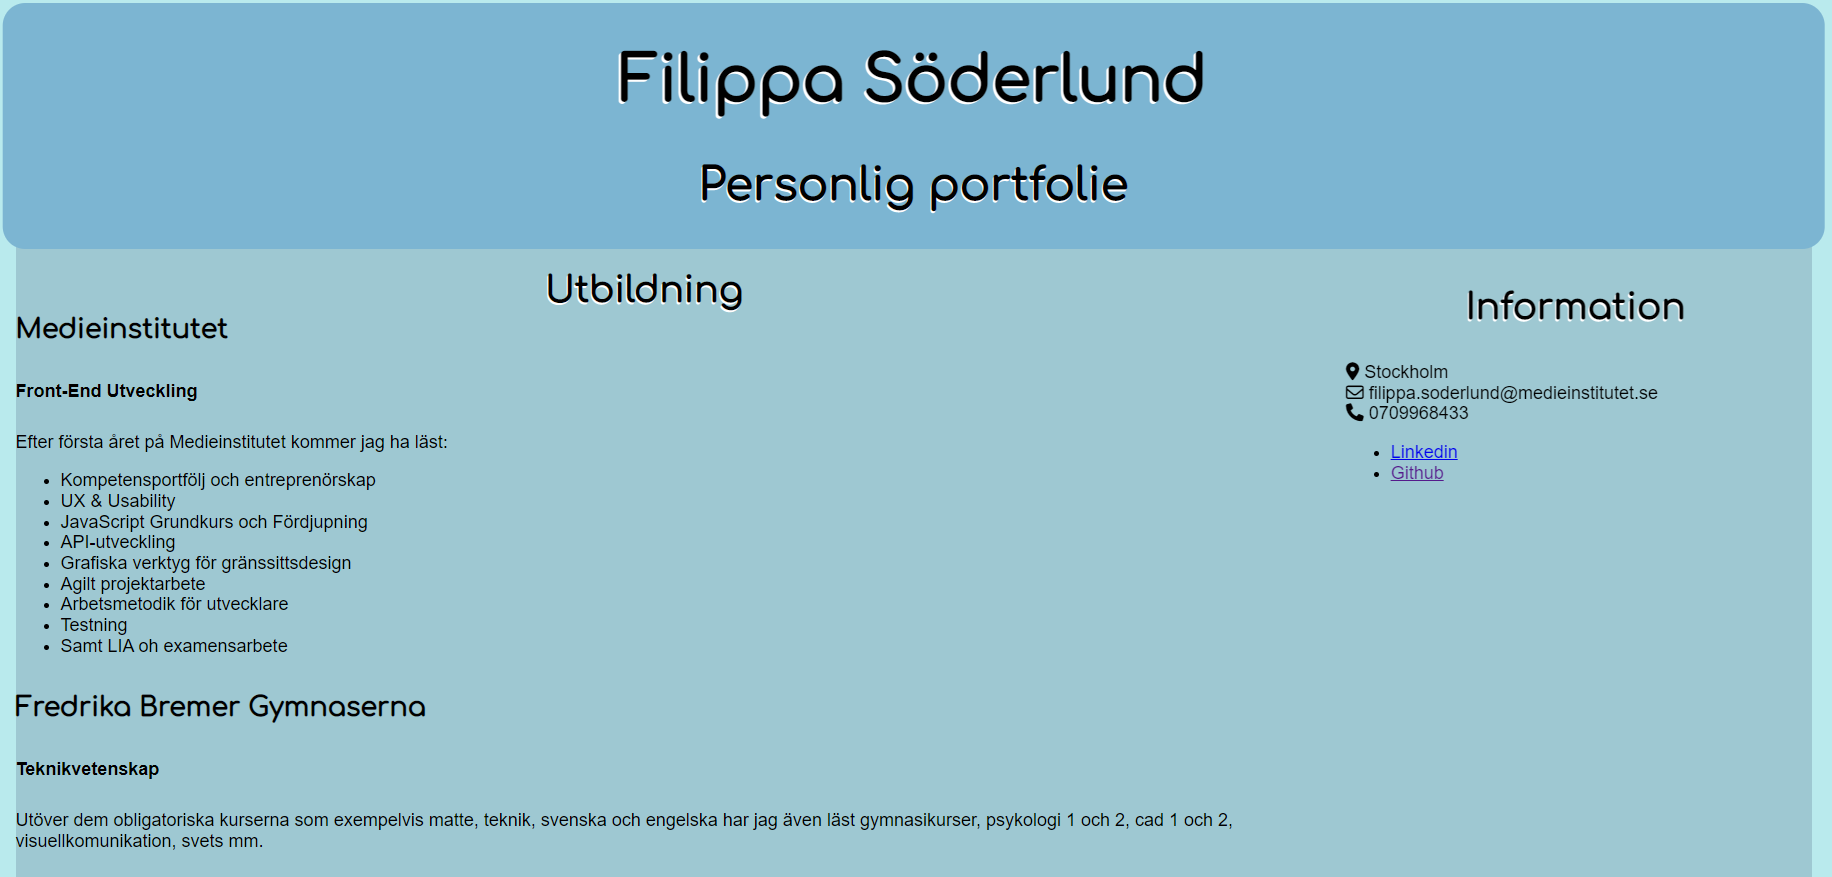 Filippa Söderlund
Personlig portfolie
Utbildning
Medieinstitutet
Front-End Utveckling
Efter första året på Medieinstitutet kommer jag ha läst:
Kompetensportfölj och entreprenörskap
UX & Usability
JavaScript Grundkurs och Fördjupning
API-utveckling
Grafiska verktyg för gränssittsdesign
Agilt projektarbete
Arbetsmetodik för utvecklare
Testning
Samt LIA oh examensarbete
Fredrika Bremer Gymnaserna
Teknikvetenskap
Utöver dem obligatoriska kurserna som exempelvis matte, teknik, svenska och engelska har jag även läst gymnasikurser, psykologi 1 och 2, cad 1 och 2,
visuellkomunikation, svets mm.
Information
Stockholm
filippa.soderlund@medieinstitutet.se
0709968433
Linkedin
Github